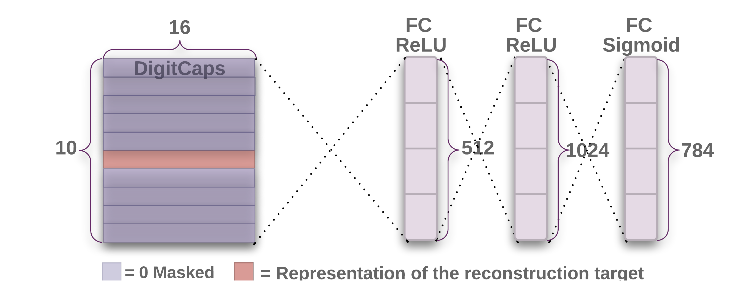 16
DigitCaps
10
FC
ReLU
512
FC
ReLU
1024
FC
Sigmoid
784
= 0 Masked
= Representation of the reconstruction target